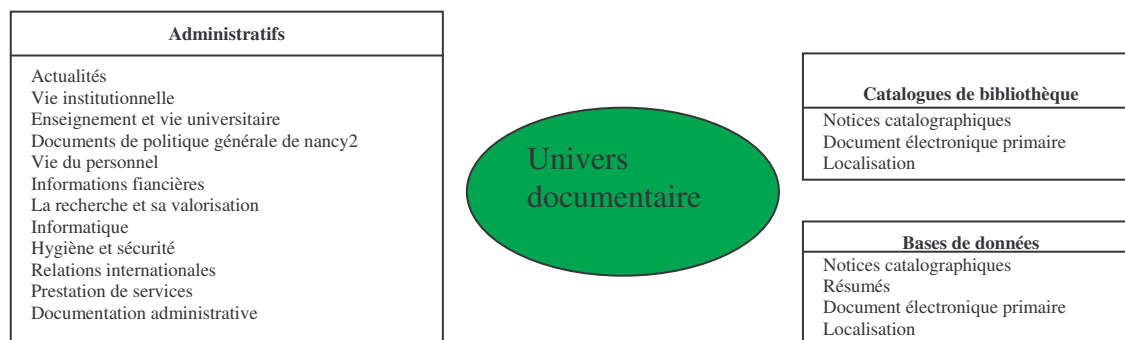 Administratifs
Actualités
Vie institutionnelle
Enseignement et vie universitaire
Documents de politique générale de nancy2
Vie du personnel
Informations fiancières
La recherche et sa valorisation
Informatique
Hygiène et sécurité
Relations internationales
Prestation de services
Documentation administrative
Univers
documentaire
Catalogues de bibliothèque
Notices catalographiques
Document électronique primaire
Localisation
Bases de données
Notices catalographiques
Résumés
Document électronique primaire
Localisation